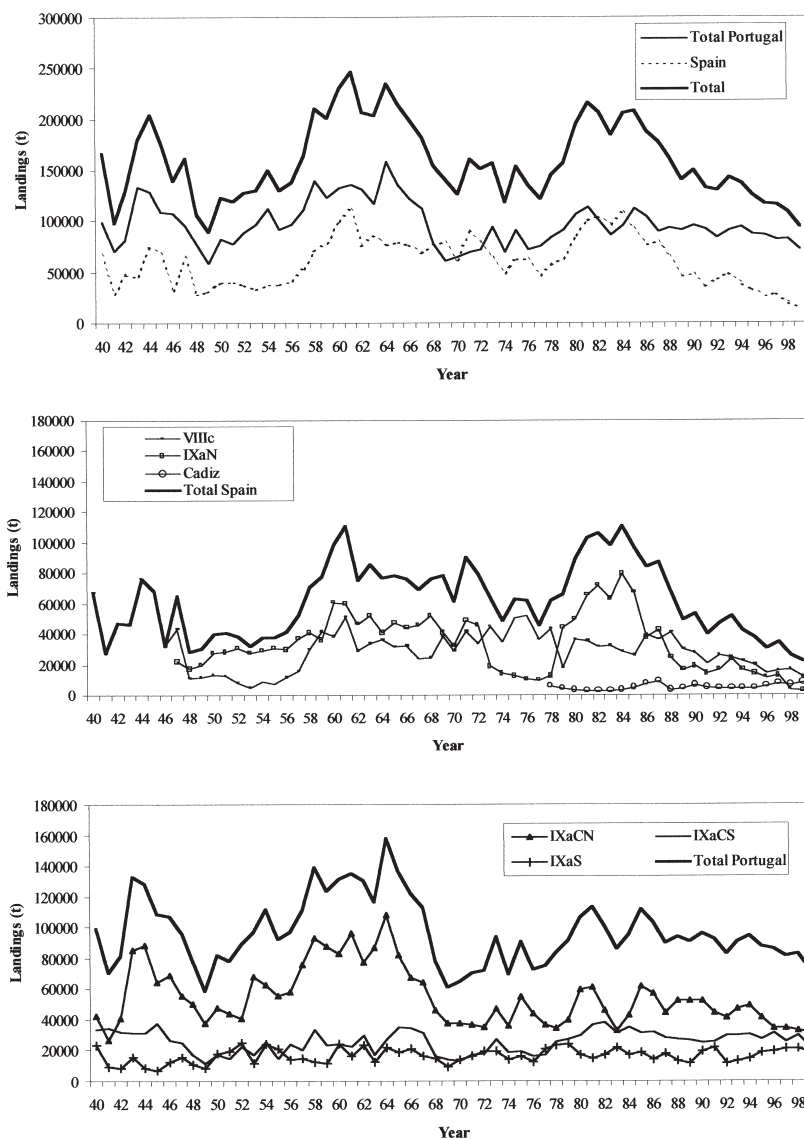 300000
250000
200000
150000
100000
50000
0
Landings (t)
Total Portugal
Spain
Total
40 42 44 46 48 50 52 54 56 58 60 62 64 66 68 70 72 74 76 78 80 82 84 86 88 90 92 94 96 98
Year
180000
160000
140000
120000
100000
80000
60000
40000
20000
0
Landings (t)
VIIIc
IXaN
Cadiz
Total Spain
40 42 44 46 48 50 52 54 56 58 60 62 64 66 68 70 72 74 76 78 80 82 84 86 88 90 92 94 96 98
Year
180000
160000
140000
120000
100000
80000
60000
40000
20000
0
Landings (t)
IXaCN IXaCS
IXaS Total Portugal
40 42 44 46 48 50 52 54 56 58 60 62 64 66 68 70 72 74 76 78 80 82 84 86 88 90 92 94 96 98
Year